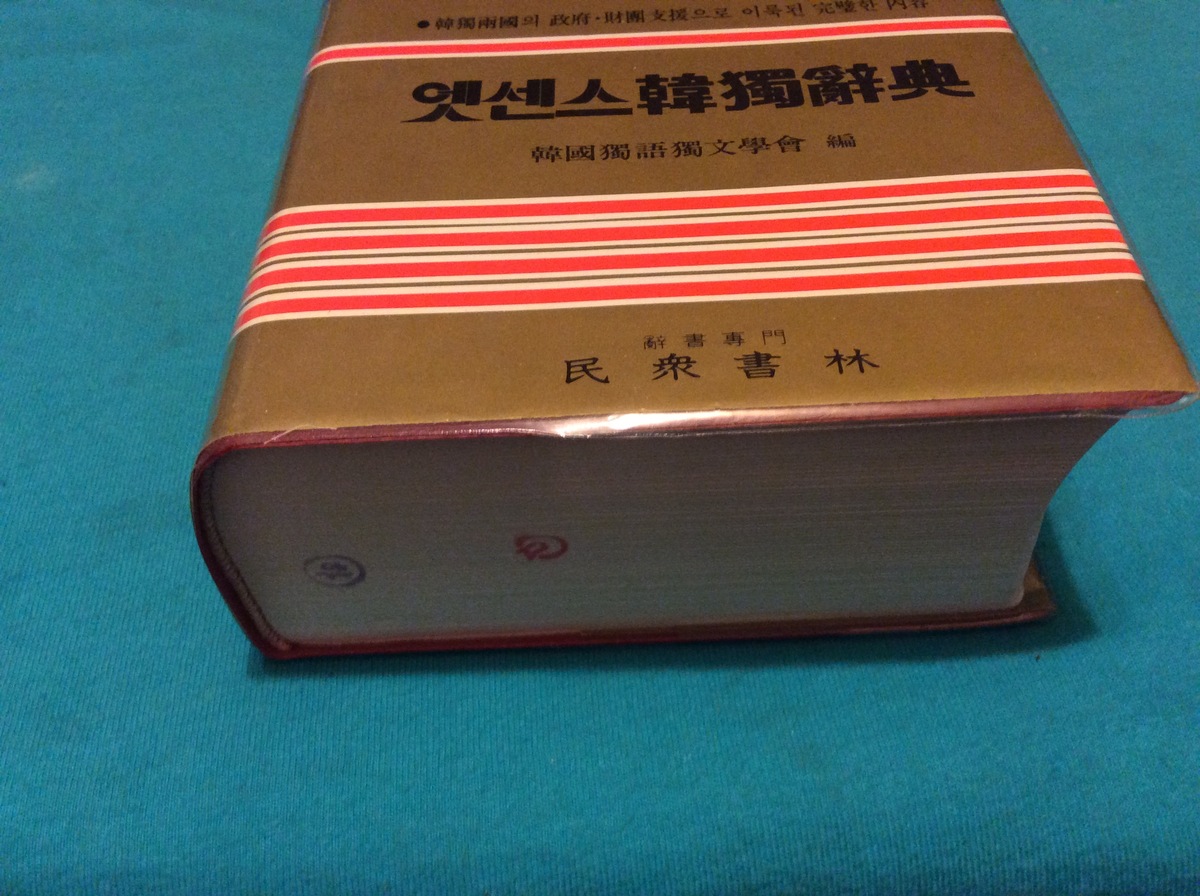 ●韓獨兩國의 政府·財團支援으로 이룩된 完璧한 內容
엣센스韓獨辭典
韓國獨語獨文學會 編
辭書專門
民衆書林